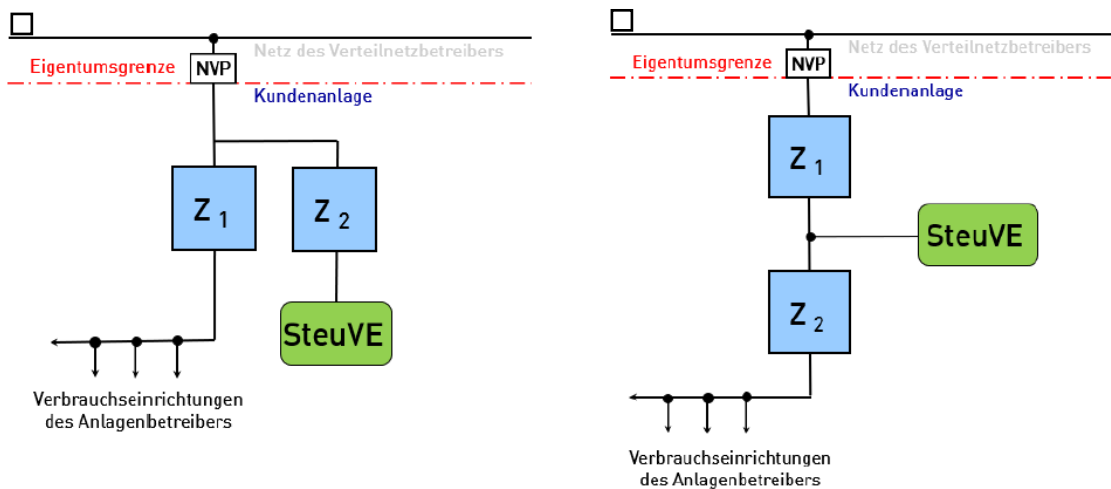 Netz des Verteilnetzbetreibers
Eigentumsgrenze
NVP
Kundenanlage
Z 1
Z 2
SteuVE
Verbrauchseinrichtungen
des Anlagenbetreibers
Netz des Verteilnetzbetreibers
Eigentumsgrenze
NVP
Kundenanlage
Z 1
SteuVE
Z 2
Verbrauchseinrichtungen
des Anlagenbetreibers